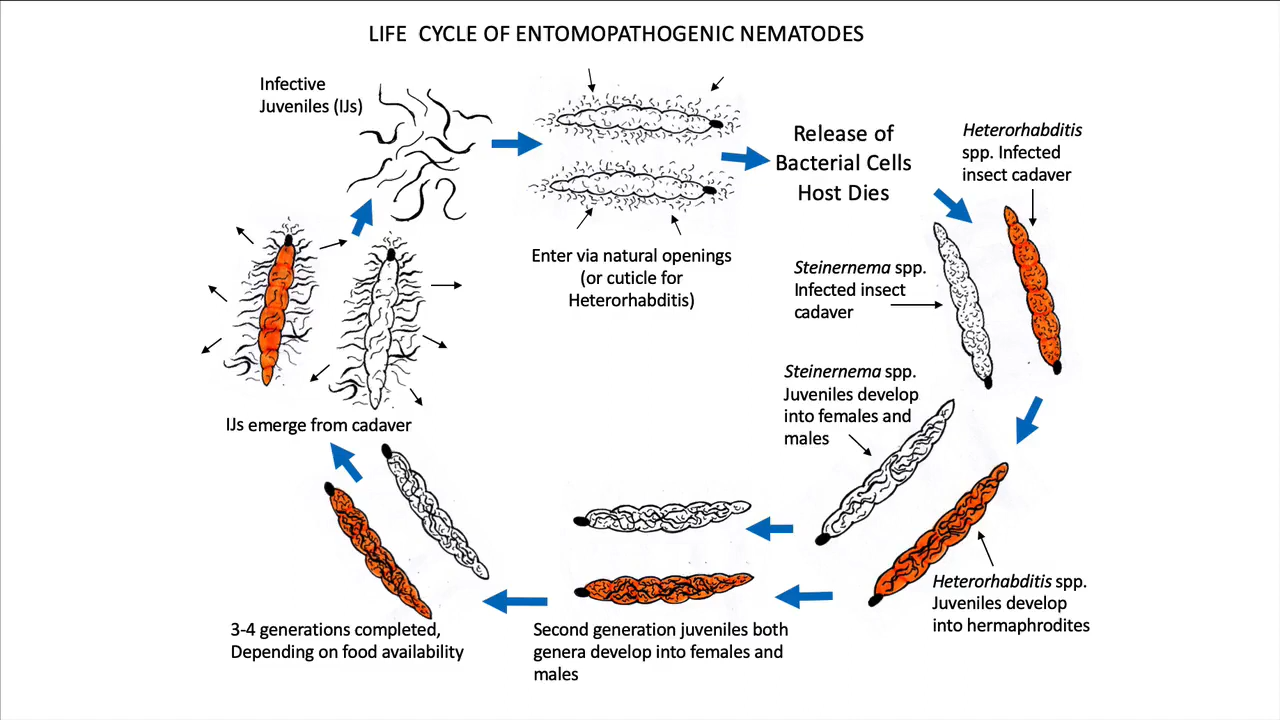 LIFE CYCLE OF ENTOMOPATHOGENIC NEMATODES
Infective
Juveniles (IJs)
Enter via natural openings
(or cuticle for
Heterorhabditis)
Release of
Bacterial Cells
Host Dies
Heterorhabditis
spp. Infected
insect cadaver
Steinernema spp.
Infected insect
cadaver
Steinernema spp.
Juveniles develop
into females and
males
Heterorhabditis spp.
Juveniles develop
into hermaphrodites
Second generation juveniles both
genera develop into females and
males
3-4 generations completed,
Depending on food availability
IJs emerge from cadaver